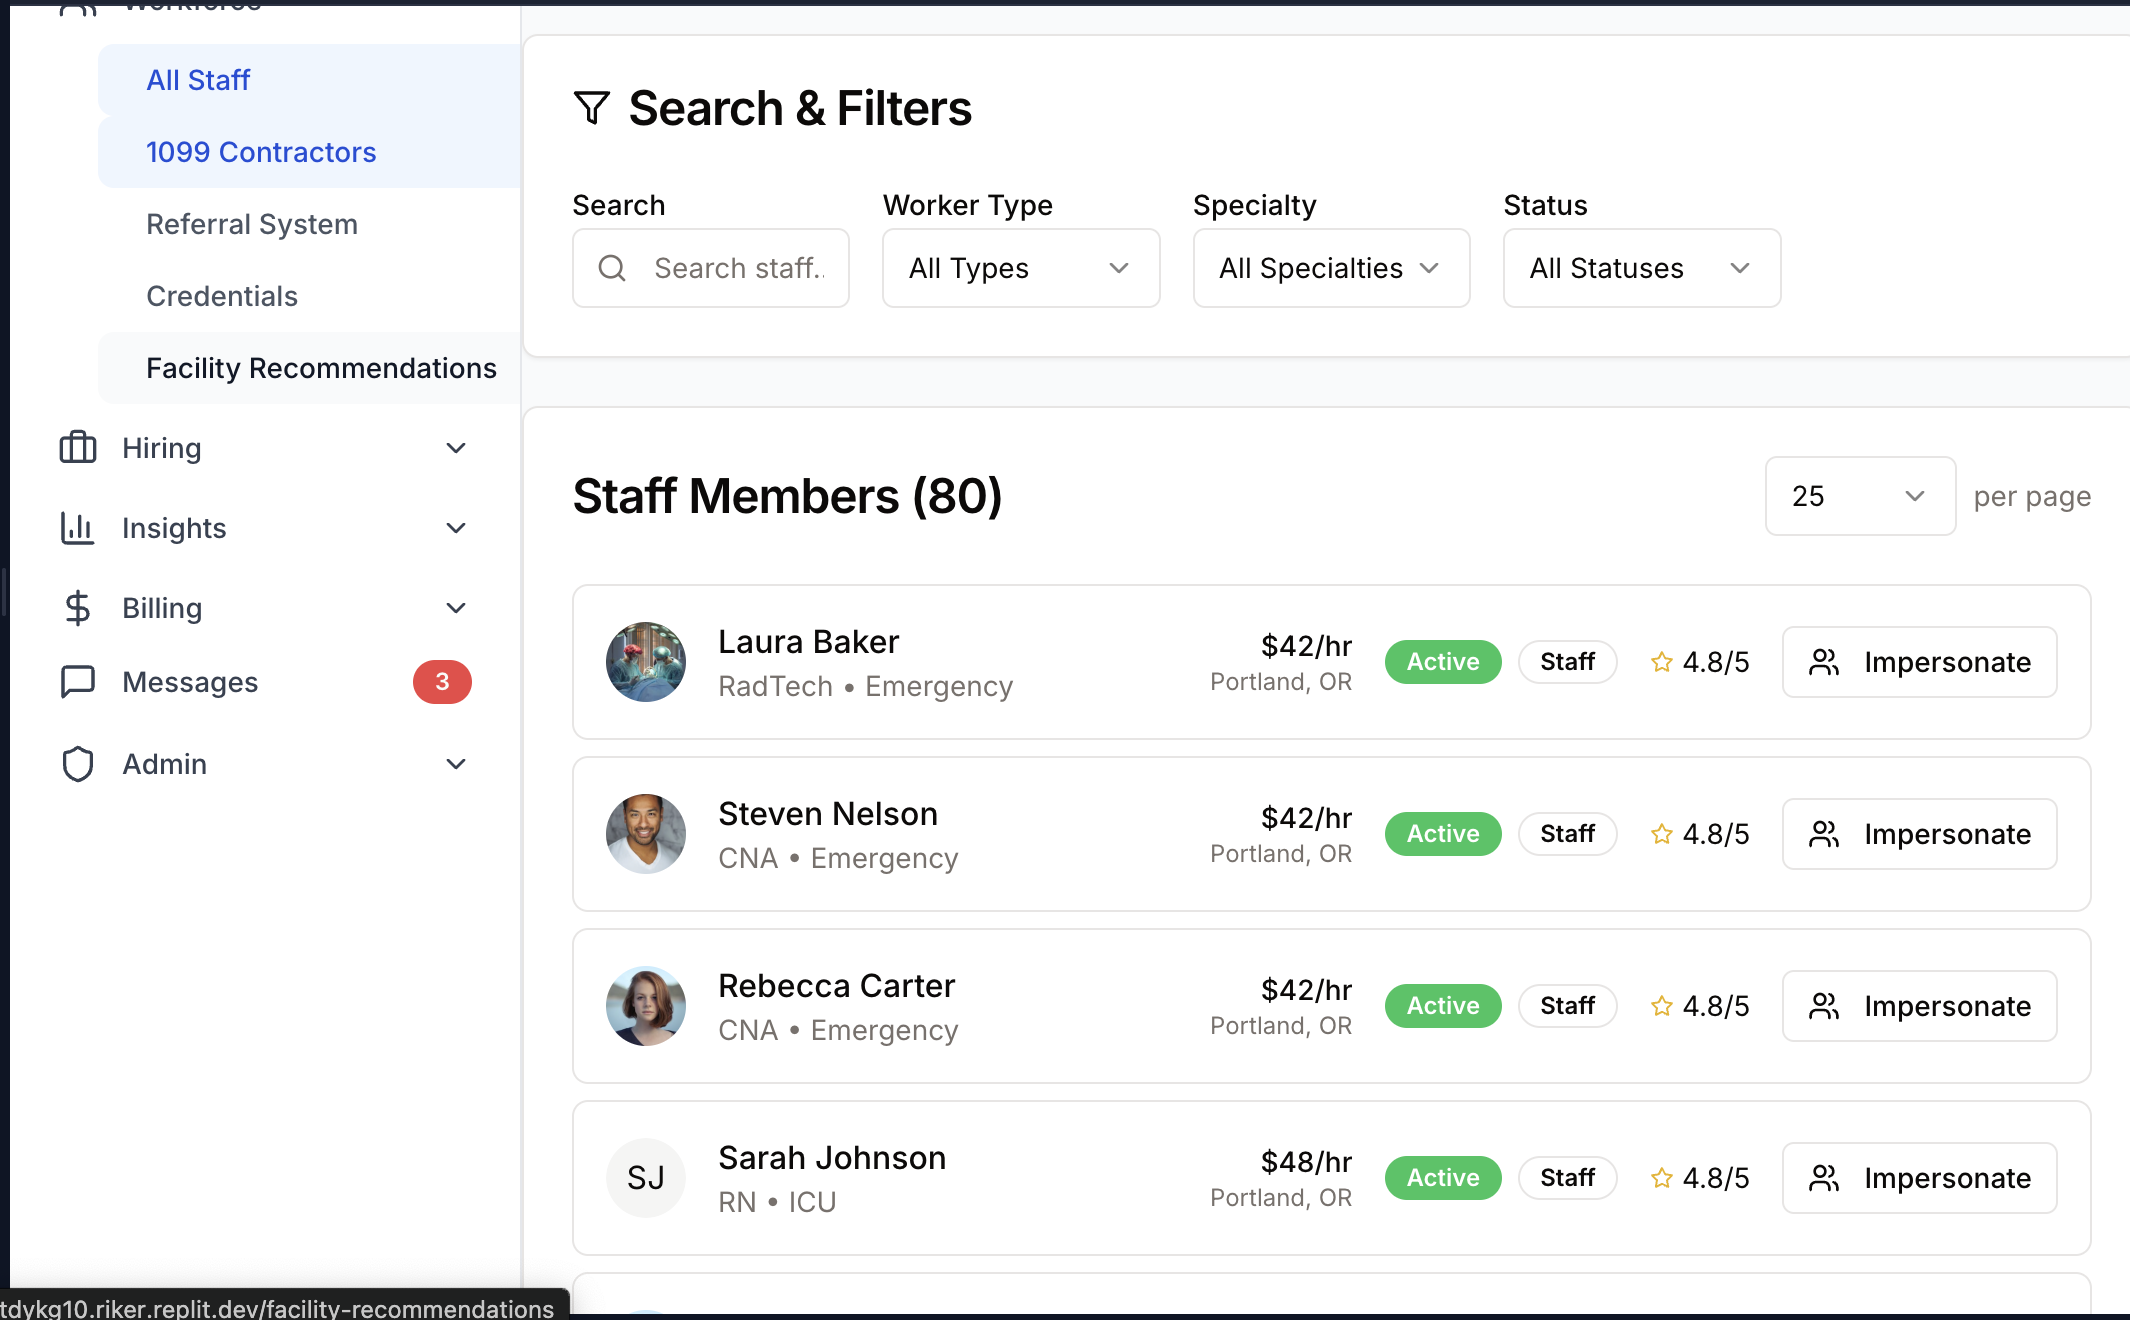 Workforce
All Staff
1099 Contractors
Referral System
Credentials
Facility Recommendations
Hiring
Insights
Billing
Messages
3
Admin
Search & Filters
Search
Worker Type
Specialty
Status
Search staff..
All Types
All Specialties
All Statuses
Staff Members (80)
25
per page
Laura Baker
RadTech • Emergency
$42/hr
Portland, OR
Active
Staff
4.8/5
Impersonate
Steven Nelson
CNA • Emergency
$42/hr
Portland, OR
Active
Staff
4.8/5
Impersonate
Rebecca Carter
CNA • Emergency
$42/hr
Portland, OR
Active
Staff
4.8/5
Impersonate
SJ
Sarah Johnson
RN • ICU
$48/hr
Portland, OR
Active
Staff
4.8/5
Impersonate
tdykg10.riker.replit.dev/facility-recommendations